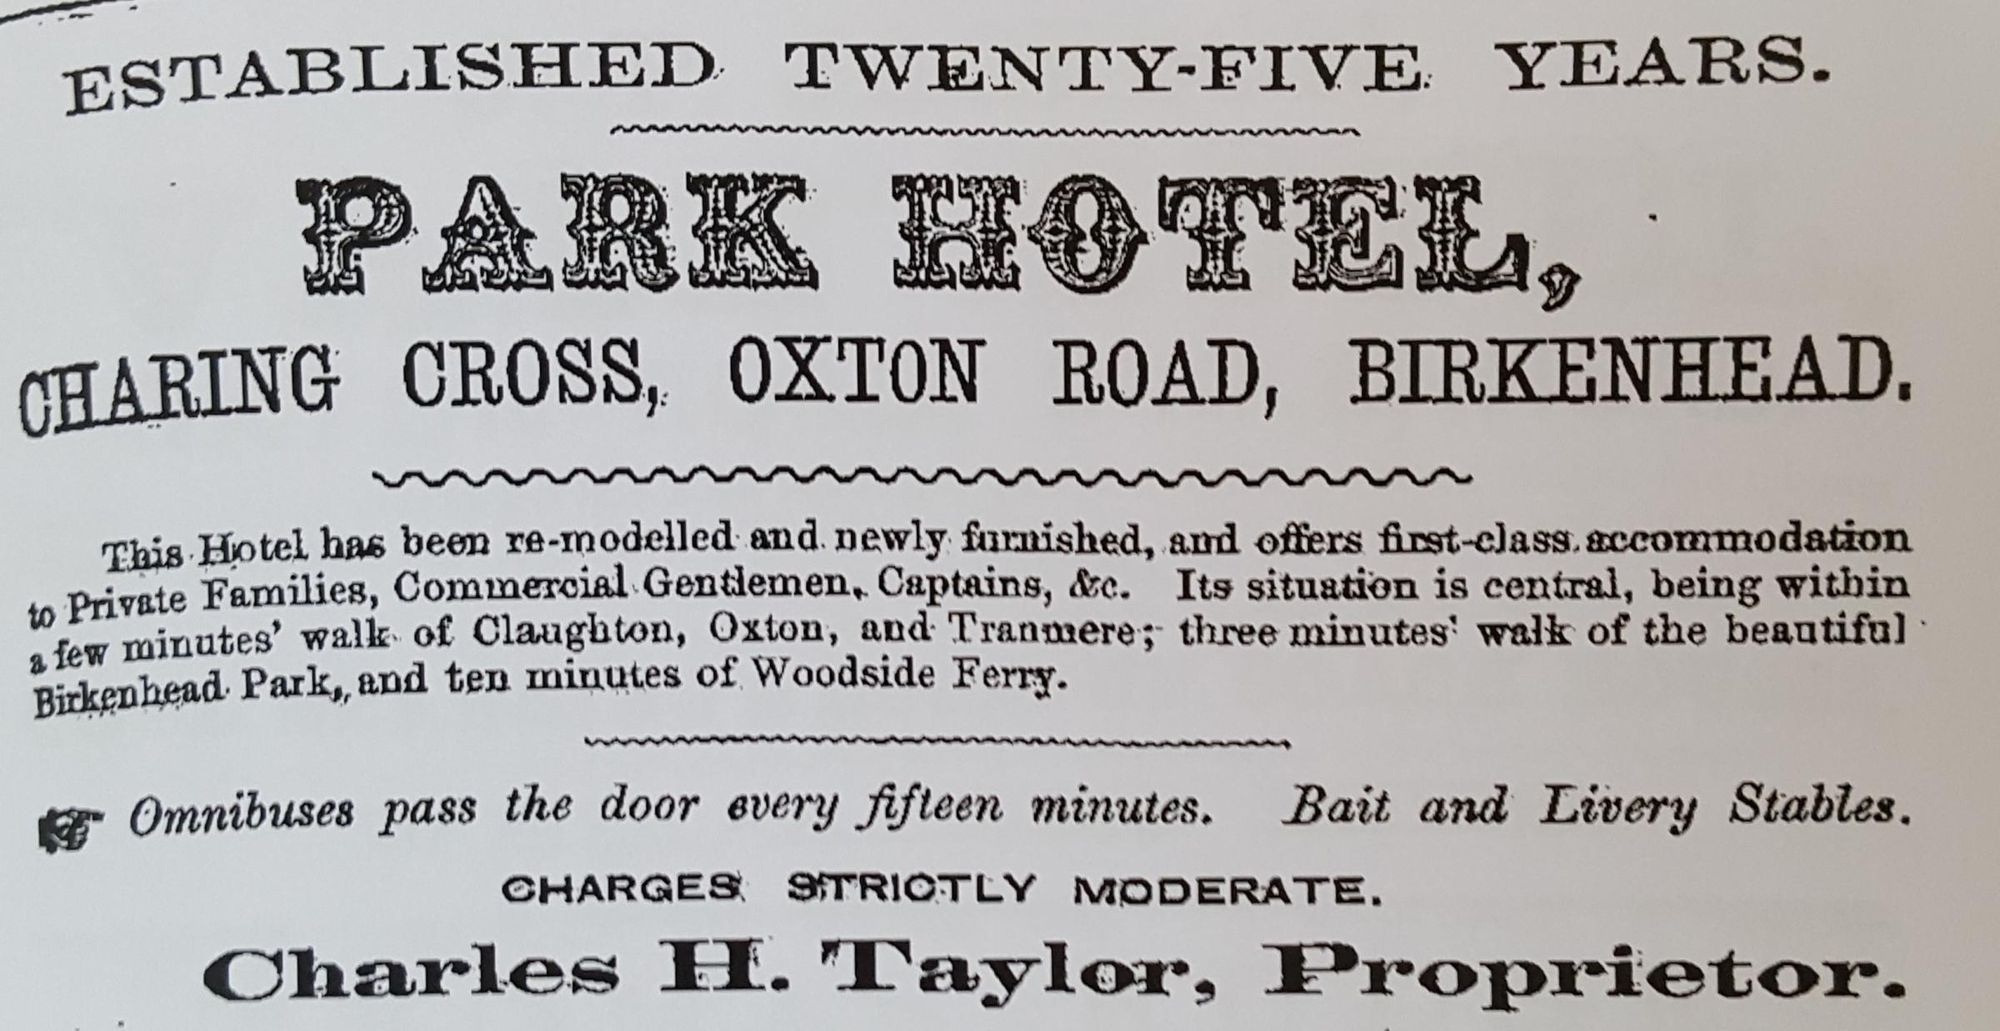 ESTABLISHED TWENTY-FIVE YEARS.
PARK HOTEL,
CHARING CROSS, OXTON ROAD, BIRKENHEAD.
This Hotel has been re-modelled and newly furnished, and offers first-class accommodation
to Private Families, Commercial Gentlemen, Captains, &c. Its situation is central, being within
a few minutes' walk of Claughton, Oxton, and Tranmere; three minutes' walk of the beautiful
Birkenhead Park, and ten minutes of Woodside Ferry.
☞ Omnibuses pass the door every fifteen minutes. Bait and Livery Stables.
CHARGES STRICTLY MODERATE.
Charles H. Taylor, Proprietor.